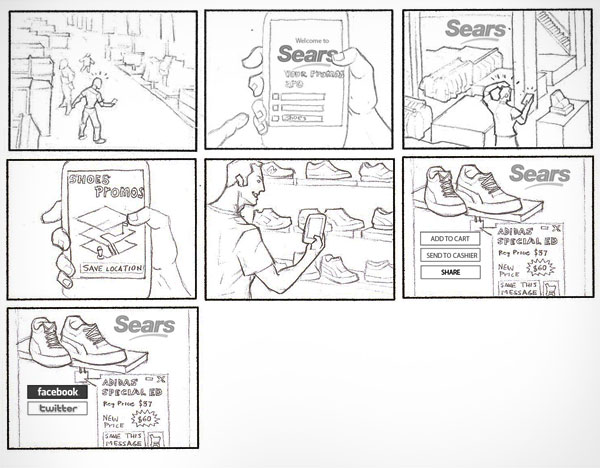 Welcome to
Sears
YOUR PROMOS
ARE
SHOES
Sears
SHOES
PROMOS
SAVE LOCATION
Sears
ADD TO CART
SEND TO CASHIER
SHARE
ADIDAS
SPECIAL ED
Reg Price $87
NEW
PRICE
$60
SAVE THIS
MESSAGE
Sears
facebook
twitter
ADIDAS
SPECIAL ED
Reg Price $87
NEW
PRICE
$60
SAVE THIS
MESSAGE